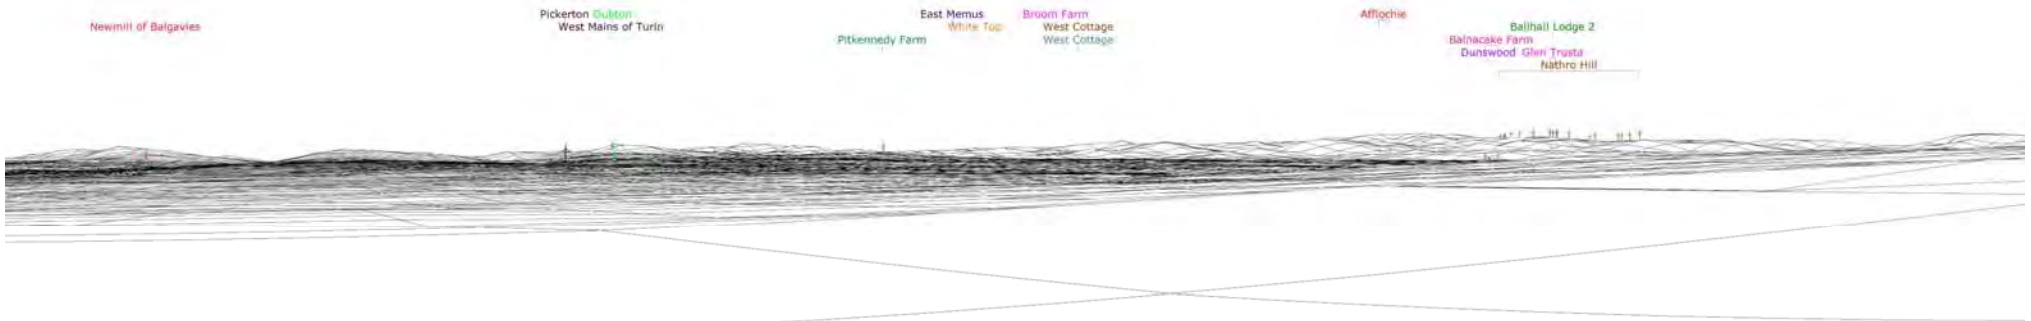 Newmill of Balgavies
Pickerton Dubton
West Mains of Turin
Pitkennedy Farm
East Memus
White Top
Broom Farm
West Cottage
West Cottage
Afflochie
Ballhall Lodge 2
Balnacake Farm
Dunswood Glen Trusta
Nathro Hill